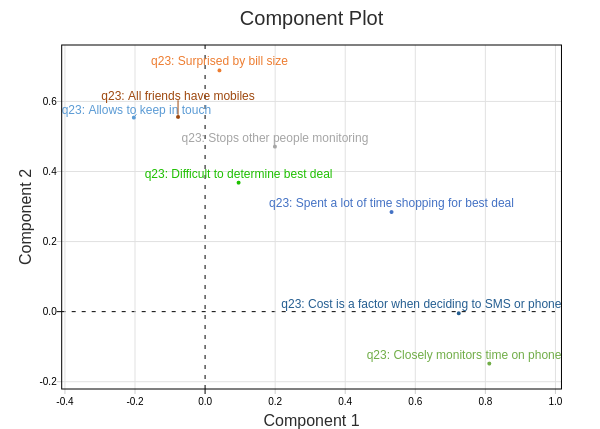 Component Plot
q23: Surprised by bill size
q23: All friends have mobiles
q23: Allows to keep in touch
q23: Stops other people monitoring
q23: Difficult to determine best deal
q23: Spent a lot of time shopping for best deal
q23: Cost is a factor when deciding to SMS or phone
q23: Closely monitors time on phone
Component 2
0.6
0.4
0.2
0.0
-0.2
-0.4
-0.2
0.0
0.2
0.4
0.6
0.8
1.0
Component 1